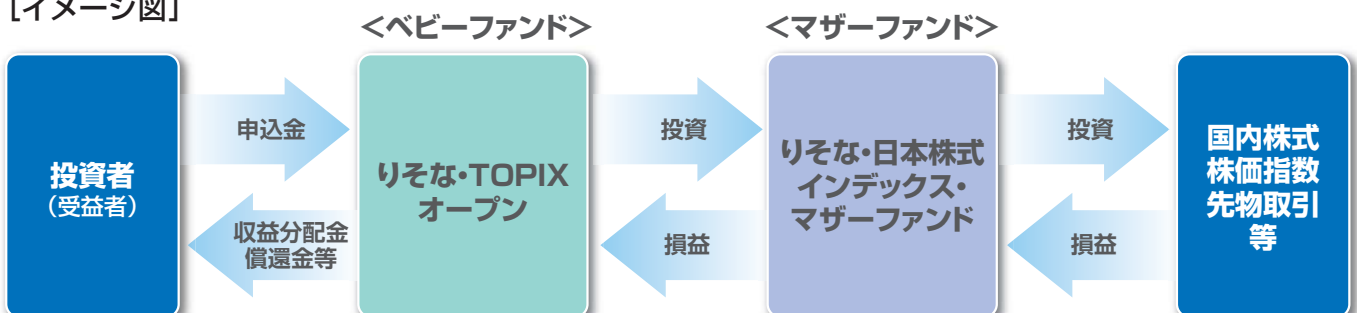 [イメージ図]
<ベビーファンド>
<マザーファンド>
投資者
(受益者)
申込金
収益分配金
償還金等
りそな・TOPIX
オープン
投資
損益
りそな・日本株式
インデックス・
マザーファンド
投資
損益
国内株式
株価指数
先物取引
等